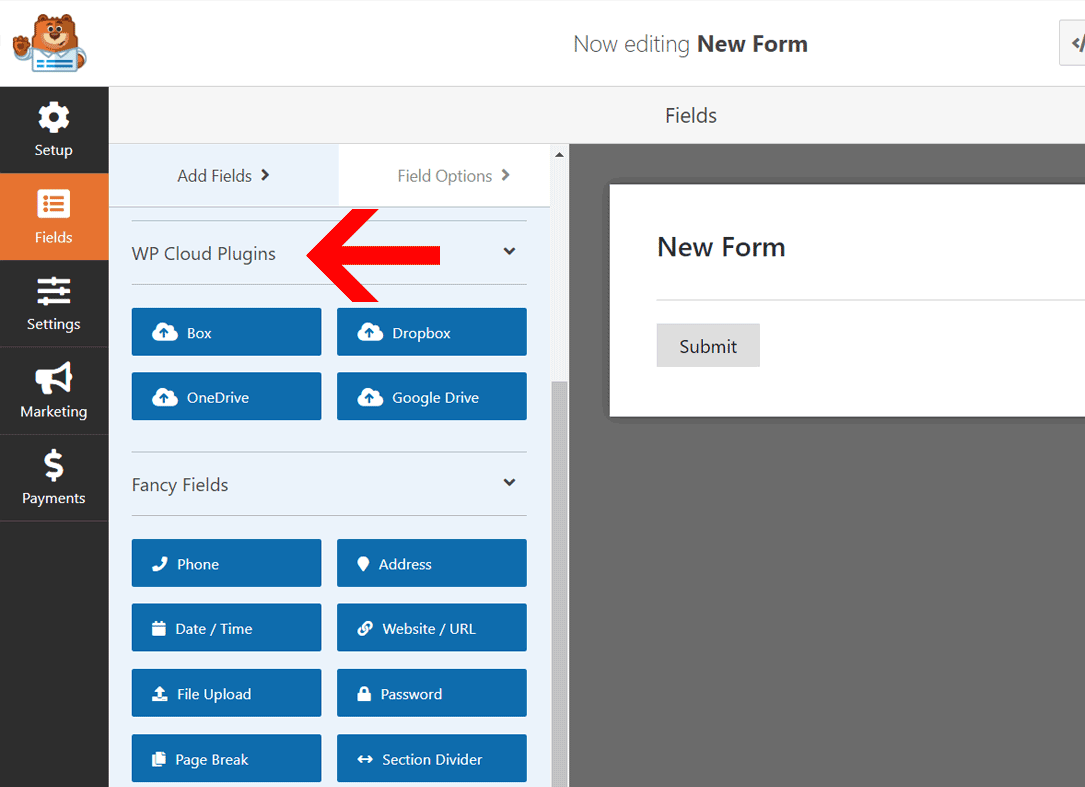 Now editing New Form
Setup
Fields
Settings
Marketing
Payments
Fields
Add Fields
Field Options
WP Cloud Plugins
Box
Dropbox
OneDrive
Google Drive
Fancy Fields
Phone
Address
Date / Time
Website / URL
File Upload
Password
Page Break
Section Divider
New Form
Submit